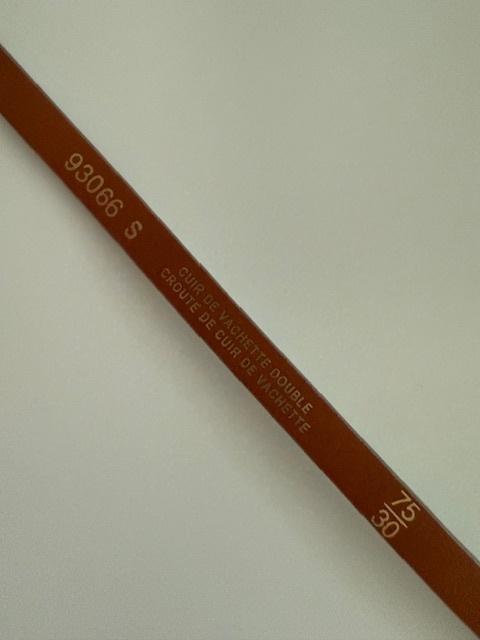 93066 S
CUIR DE VACHETTE DOUBLE
CROUTE DE CUIR DE VACHETTE
75
30